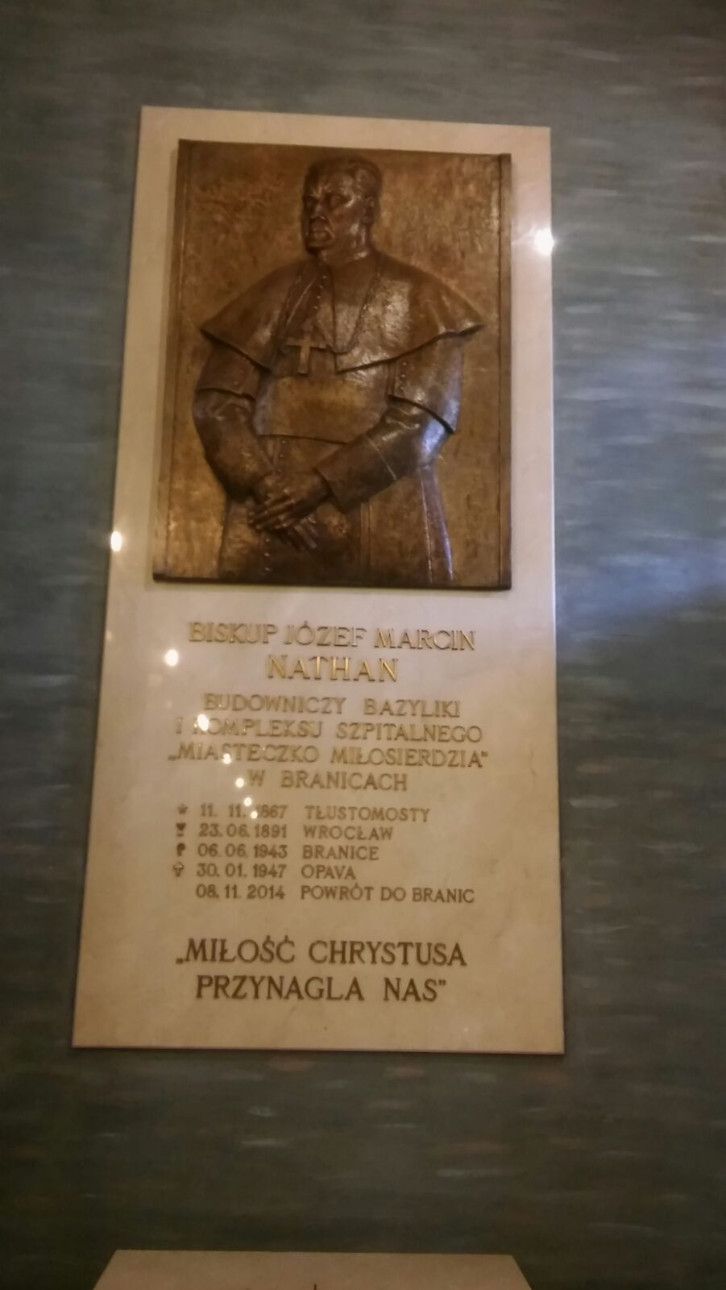 BISKUP JÓZEF MARCIN
NATHAN
BUDOWNICZY BAZYLIKI
I KOMPLEKSU SZPITALNEGO
„MIASTECZKO MIŁOSIERDZIA”
W BRANICACH
11. 11. 1867 TŁUSTOMOSTY
23.06.1891 WROCŁAW
06.06.1943 BRANICE
30.01.1947 OPAVA
08.11.2014 POWRÓT DO BRANIC
„MIŁOŚĆ CHRYSTUSA
PRZYNAGLA NAS”